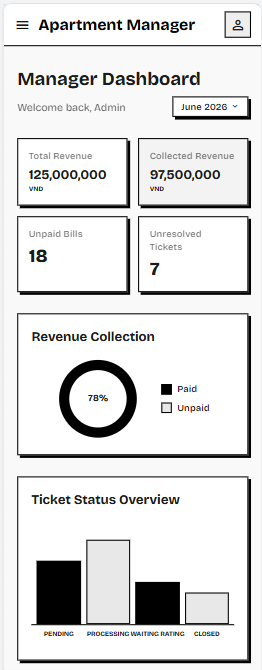 Apartment Manager
Manager Dashboard
Welcome back, Admin
June 2026
Total Revenue
125,000,000
VND
Collected Revenue
97,500,000
VND
Unpaid Bills
18
Unresolved
Tickets
7
Revenue Collection
78%
Paid
Unpaid
Ticket Status Overview
PENDING
PROCESSING
WAITING RATING
CLOSED